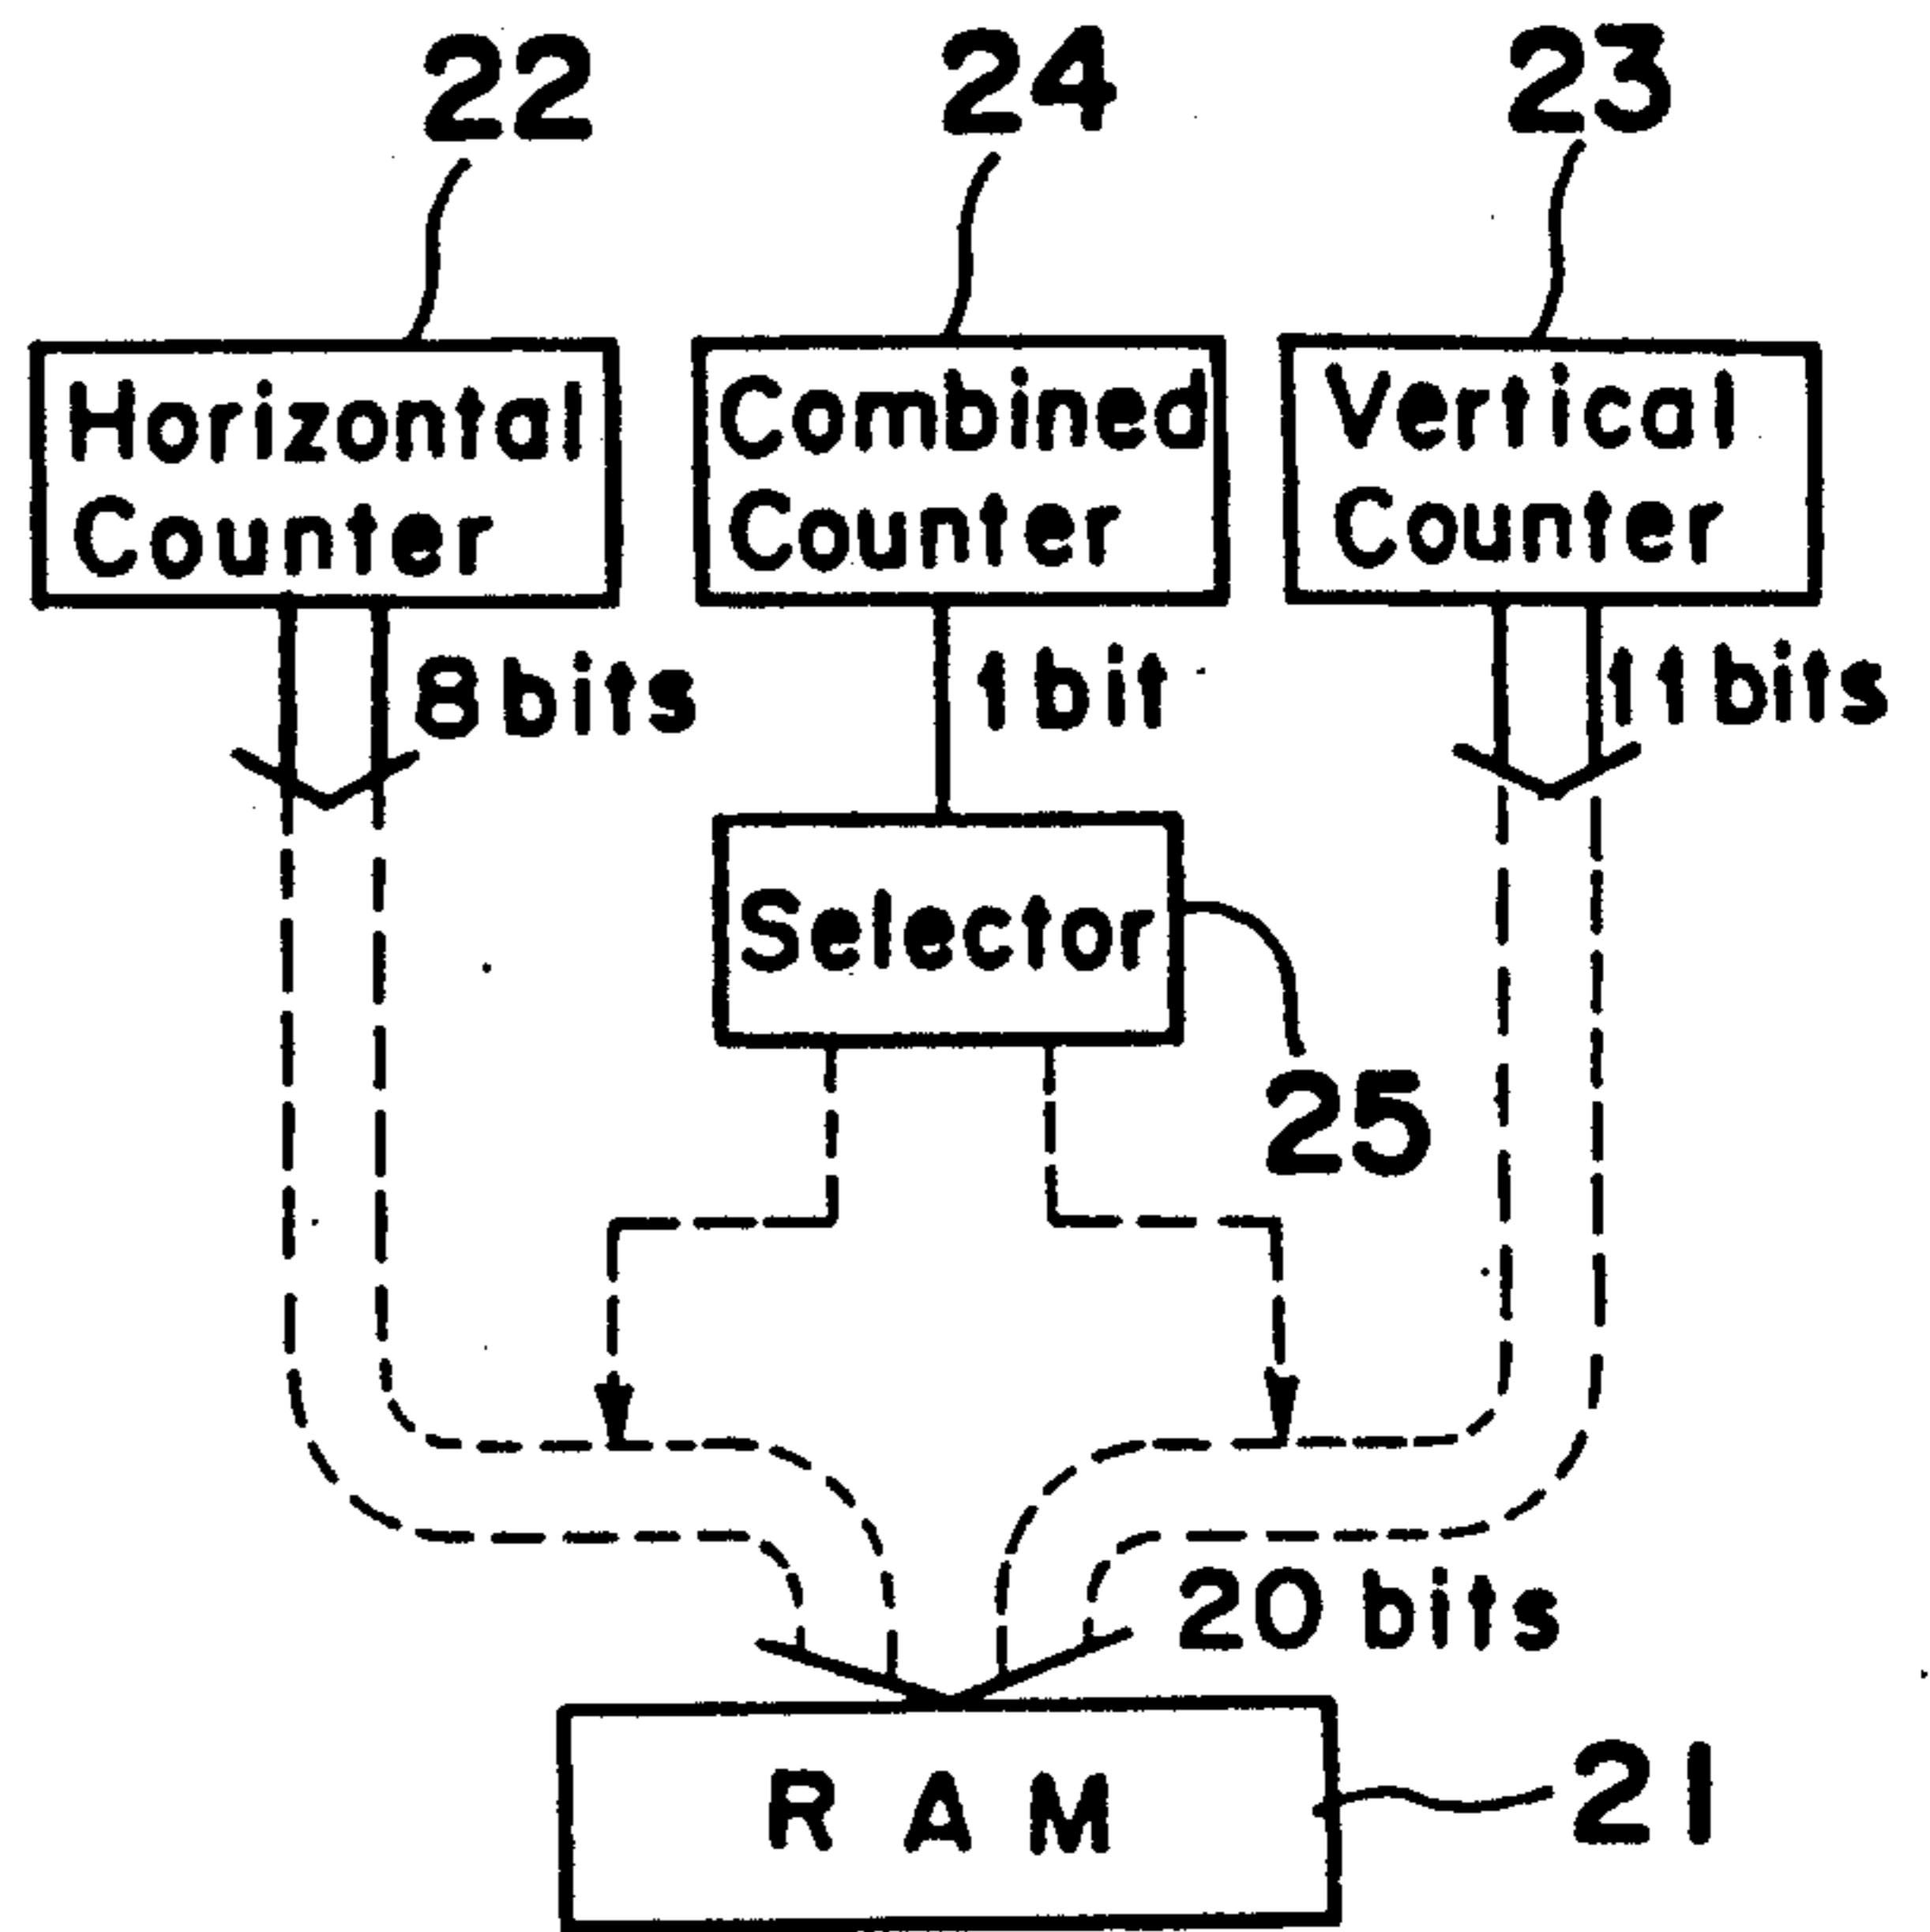 22 24 23
Horizontal
Counter
Combined
Counter
Vertical
Counter
8 bits
1 bit
11 bits
Selector
25
20 bits
RAM
21